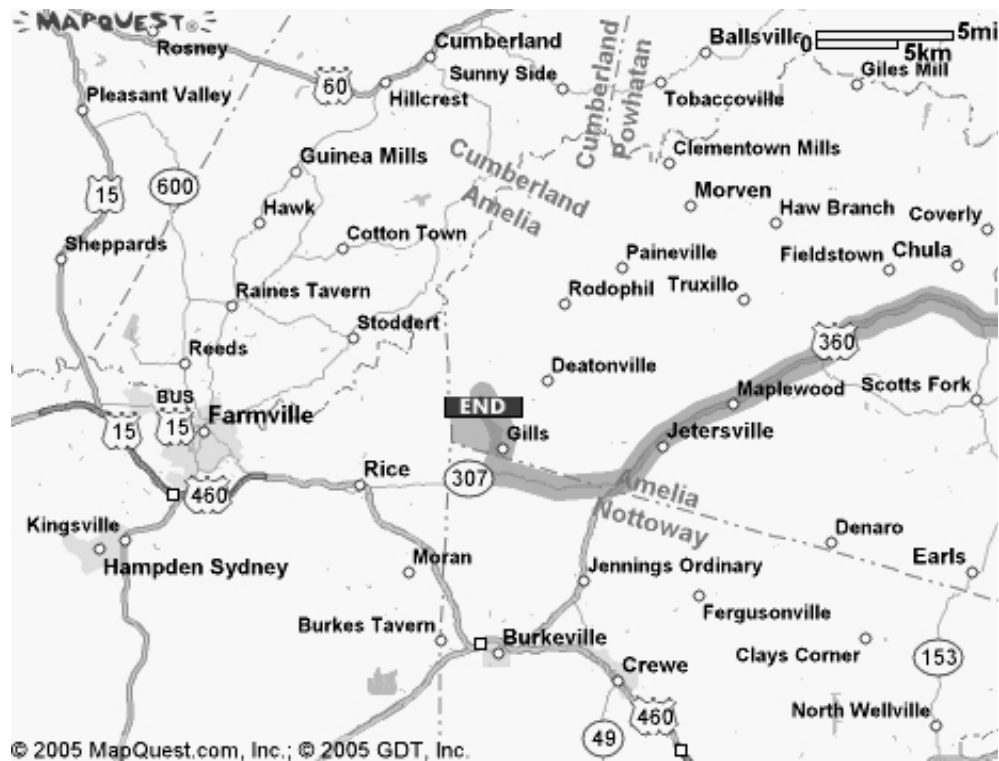 MAPQUEST®
Rosney
Cumberland
Ballsville
0
5mi
5km
60
Sunny Side
Giles Mill
Pleasant Valley
Hillcrest
Tobaccoville
Cumberland
Powhatan
Guinea Mills
Cumberland
Amelia
Clementown Mills
600
15
Morven
Hawk
Haw Branch
Coverly
Sheppards
Cotton Town
Paineville
Fieldstown
Chula
Raines Tavern
Rodophil
Truxillo
Stoddert
360
Reeds
Deatonville
Maplewood
Scotts Fork
BUS
15
15
Farmville
END
Gills
Jetersville
Rice
307
460
Amelia
Nottoway
Kingsville
Denaro
Hampden Sydney
Moran
Jennings Ordinary
Earls
Fergusonville
Burkes Tavern
Burkeville
Clays Corner
153
Crewe
460
49
North Wellville
© 2005 MapQuest.com, Inc.; © 2005 GDT, Inc.